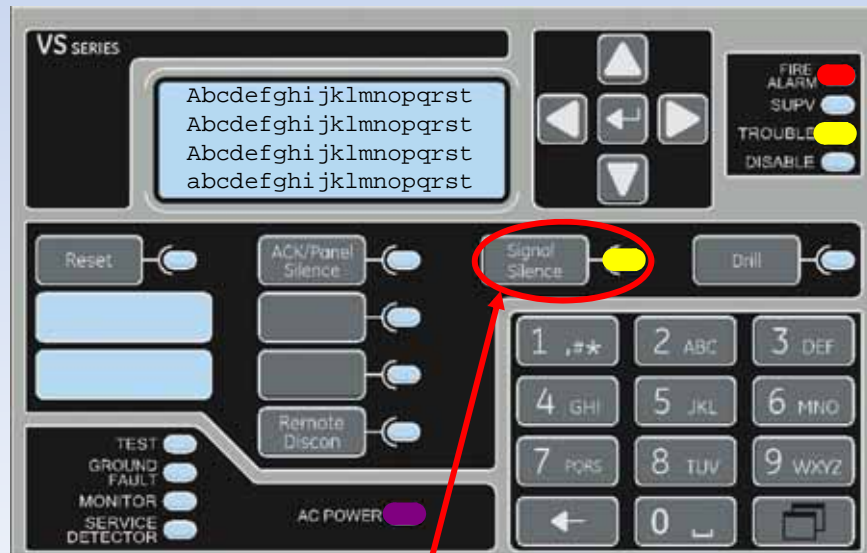 VS SERIES
Abcdefghijklmnopqrst
Abcdefghijklmnopqrst
Abcdefghijklmnopqrst
abcdefghijklmnopqrst
FIRE
ALARM
SUPV
TROUBLE
DISABLE
Reset
ACK/Panel
Silence
Signal
Silence
Drill
Remote
Discon
1 ,#*
2 ABC
3 DEF
4 GHI
5 JKL
6 MNO
7 PQRS
8 TUV
9 WXYZ
0
TEST
GROUND
FAULT
MONITOR
SERVICE
DETECTOR
AC POWER